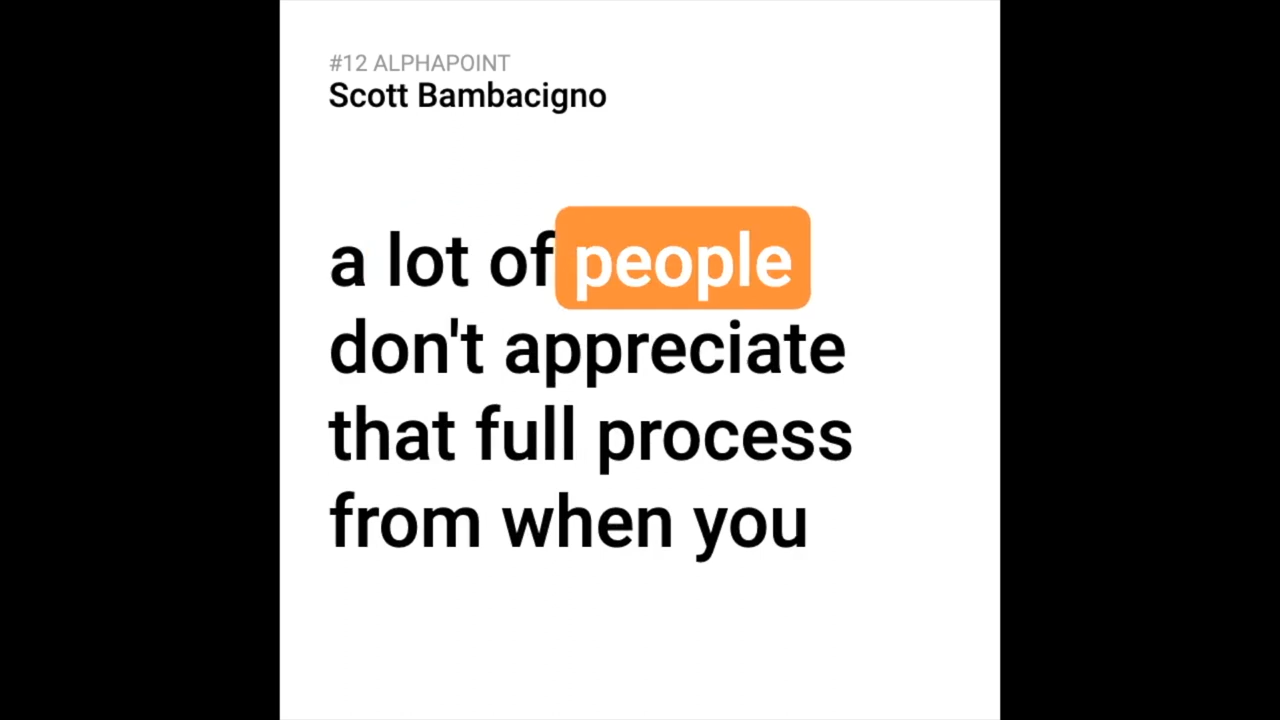 #12 ALPHAPOINT
Scott Bambacigno
a lot of people
don't appreciate
that full process
from when you